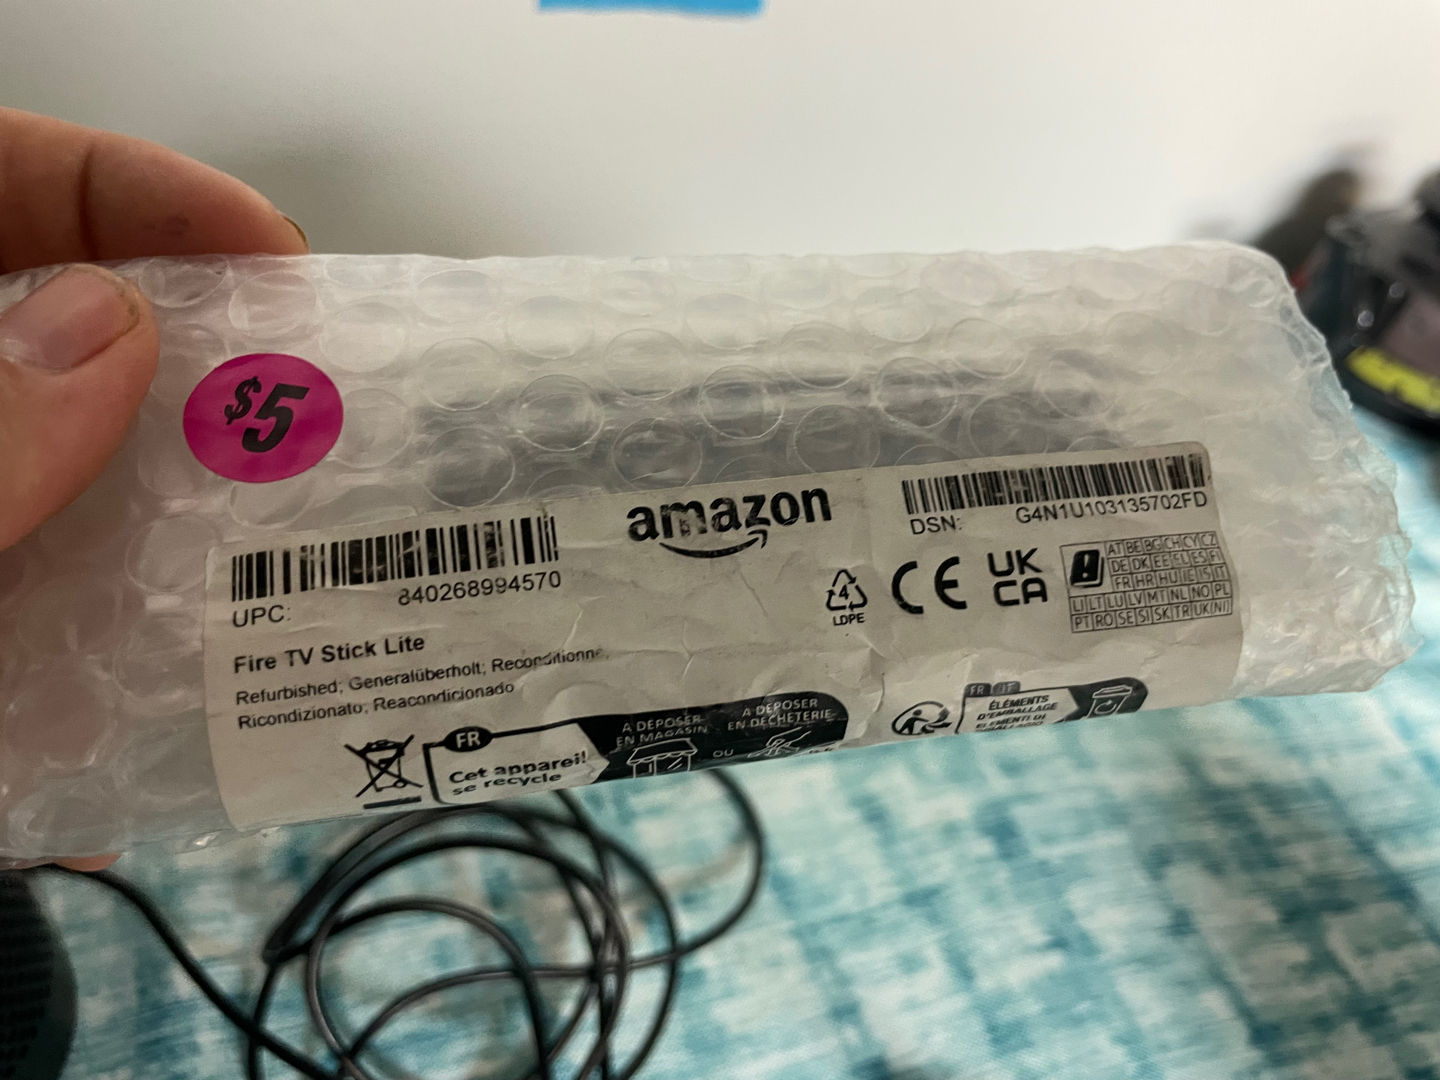 $5
amazon
UPC: 840268994570
DSN: G4N1U103135702FD
Fire TV Stick Lite
Refurbished; Generalüberholt; Reconditionné;
Ricondizionato; Reacondicionado
4
LDPE
CE
UK
CA
AT BE BG CH CY CZ
DE DK EE EL ES FI
FR HR HU IE IS IT
LI LT LU LV MT NL NO PL
PT RO SE SI SK TR UK(NI)
FR
Cet appareil
se recycle
À DÉPOSER
EN MAGASIN
OU
À DÉPOSER
EN DÉCHÈTERIE
FR
ÉLÉMENTS
D'EMBALLAGE